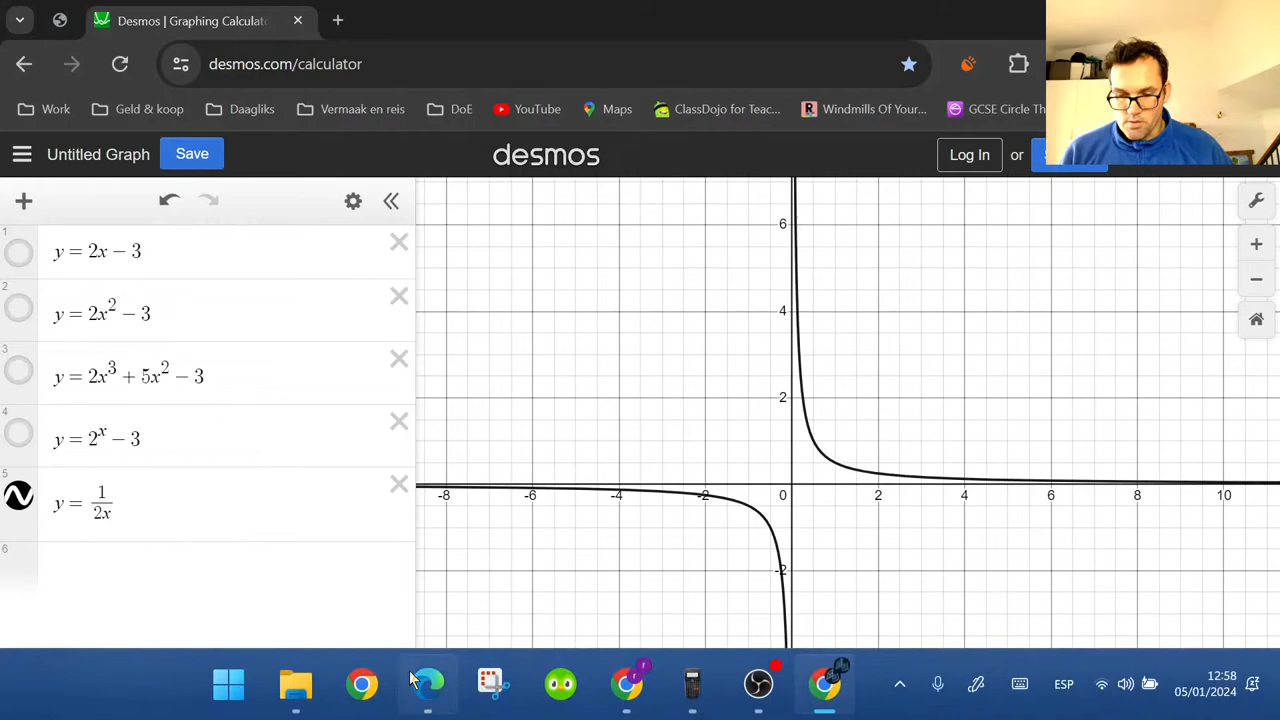 Desmos | Graphing Calculat
desmos.com/calculator
Work Geld & koop Daagliks Vermaak en reis DoE YouTube Maps ClassDojo for Teac... Windmills Of Your... GCSE Circle Th
Untitled Graph Save desmos Log In or
1 y = 2x − 3
2 y = 2x² − 3
3 y = 2x³ + 5x² − 3
4 y = 2ˣ − 3
5 y = 1/2x
6
6
4
2
-8 -6 -4 -2 0 2 4 6 8 10
-2
r r
ESP 12:58
05/01/2024